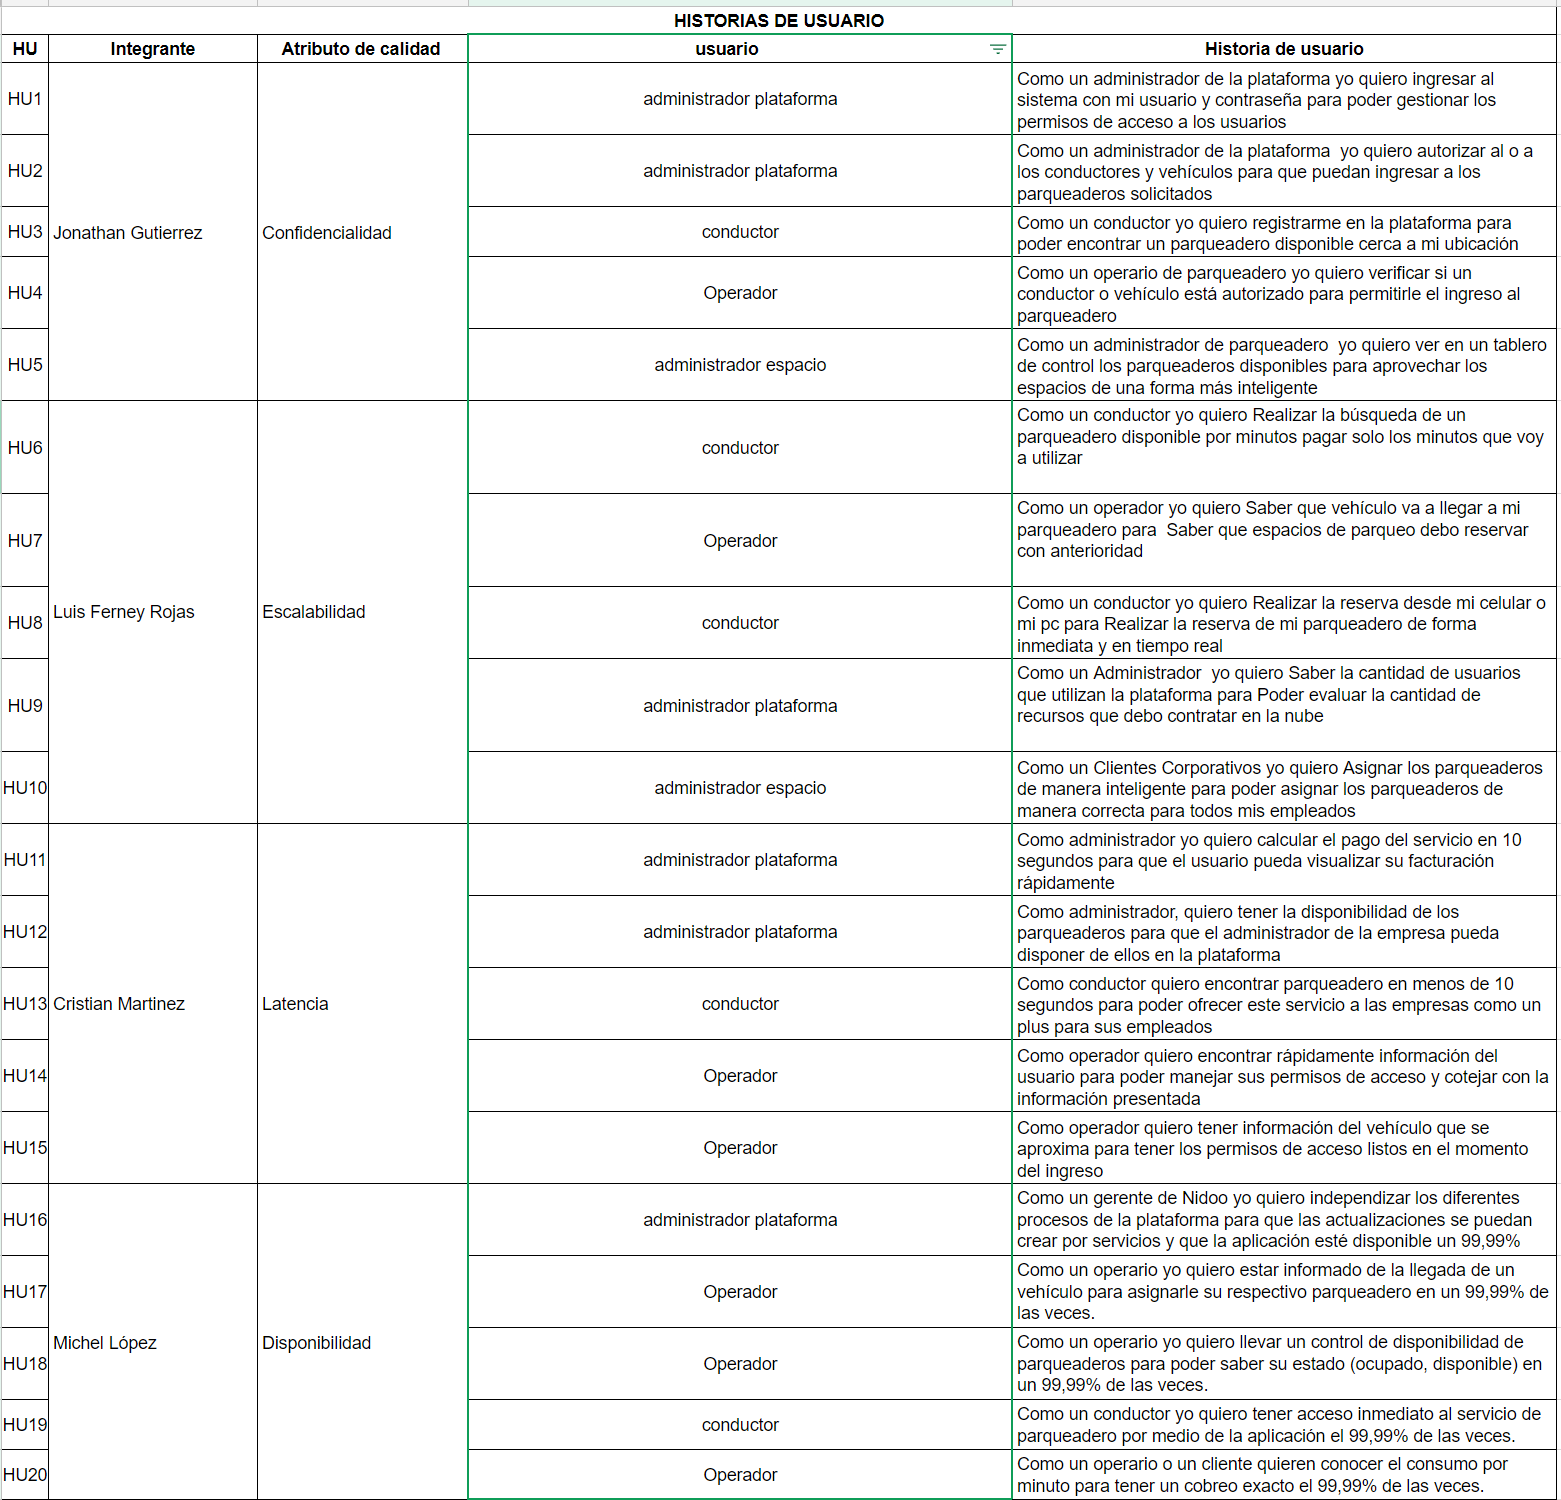 HISTORIAS DE USUARIO
HU Integrante Atributo de calidad usuario Historia de usuario
HU1
Jonathan Gutierrez
Confidencialidad
administrador plataforma
Como un administrador de la plataforma yo quiero ingresar al
sistema con mi usuario y contraseña para poder gestionar los
permisos de acceso a los usuarios
HU2
administrador plataforma
Como un administrador de la plataforma  yo quiero autorizar al o a
los conductores y vehículos para que puedan ingresar a los
parqueaderos solicitados
HU3
conductor
Como un conductor yo quiero registrarme en la plataforma para
poder encontrar un parqueadero disponible cerca a mi ubicación
HU4
Operador
Como un operario de parqueadero yo quiero verificar si un
conductor o vehículo está autorizado para permitirle el ingreso al
parqueadero
HU5
administrador espacio
Como un administrador de parqueadero  yo quiero ver en un tablero
de control los parqueaderos disponibles para aprovechar los
espacios de una forma más inteligente
HU6
Luis Ferney Rojas
Escalabilidad
conductor
Como un conductor yo quiero Realizar la búsqueda de un
parqueadero disponible por minutos pagar solo los minutos que voy
a utilizar
HU7
Operador
Como un operador yo quiero Saber que vehículo va a llegar a mi
parqueadero para  Saber que espacios de parqueo debo reservar
con anterioridad
HU8
conductor
Como un conductor yo quiero Realizar la reserva desde mi celular o
mi pc para Realizar la reserva de mi parqueadero de forma
inmediata y en tiempo real
HU9
administrador plataforma
Como un Administrador  yo quiero Saber la cantidad de usuarios
que utilizan la plataforma para Poder evaluar la cantidad de
recursos que debo contratar en la nube
HU10
administrador espacio
Como un Clientes Corporativos yo quiero Asignar los parqueaderos
de manera inteligente para poder asignar los parqueaderos de
manera correcta para todos mis empleados
HU11
Cristian Martinez
Latencia
administrador plataforma
Como administrador yo quiero calcular el pago del servicio en 10
segundos para que el usuario pueda visualizar su facturación
rápidamente
HU12
administrador plataforma
Como administrador, quiero tener la disponibilidad de los
parqueaderos para que el administrador de la empresa pueda
disponer de ellos en la plataforma
HU13
conductor
Como conductor quiero encontrar parqueadero en menos de 10
segundos para poder ofrecer este servicio a las empresas como un
plus para sus empleados
HU14
Operador
Como operador quiero encontrar rápidamente información del
usuario para poder manejar sus permisos de acceso y cotejar con la
información presentada
HU15
Operador
Como operador quiero tener información del vehículo que se
aproxima para tener los permisos de acceso listos en el momento
del ingreso
HU16
Michel López
Disponibilidad
administrador plataforma
Como un gerente de Nidoo yo quiero independizar los diferentes
procesos de la plataforma para que las actualizaciones se puedan
crear por servicios y que la aplicación esté disponible un 99,99%
HU17
Operador
Como un operario yo quiero estar informado de la llegada de un
vehículo para asignarle su respectivo parqueadero en un 99,99% de
las veces.
HU18
Operador
Como un operario yo quiero llevar un control de disponibilidad de
parqueaderos para poder saber su estado (ocupado, disponible) en
un 99,99% de las veces.
HU19
conductor
Como un conductor yo quiero tener acceso inmediato al servicio de
parqueadero por medio de la aplicación el 99,99% de las veces.
HU20
Operador
Como un operario o un cliente quieren conocer el consumo por
minuto para tener un cobreo exacto el 99,99% de las veces.